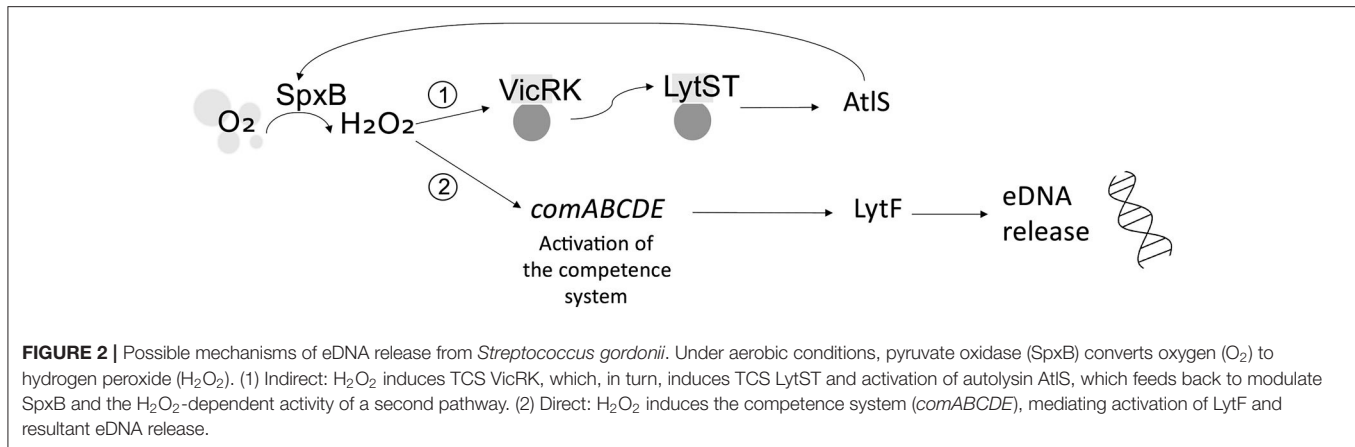 SpxB
O₂
H₂O₂
①
VicRK
LytST
AtlS
②
comABCDE
Activation of
the competence
system
LytF
eDNA
release
FIGURE 2 | Possible mechanisms of eDNA release from Streptococcus gordonii. Under aerobic conditions, pyruvate oxidase (SpxB) converts oxygen (O₂) to
hydrogen peroxide (H₂O₂). (1) Indirect: H₂O₂ induces TCS VicRK, which, in turn, induces TCS LytST and activation of autolysin AtlS, which feeds back to modulate
SpxB and the H₂O₂-dependent activity of a second pathway. (2) Direct: H₂O₂ induces the competence system (comABCDE), mediating activation of LytF and
resultant eDNA release.